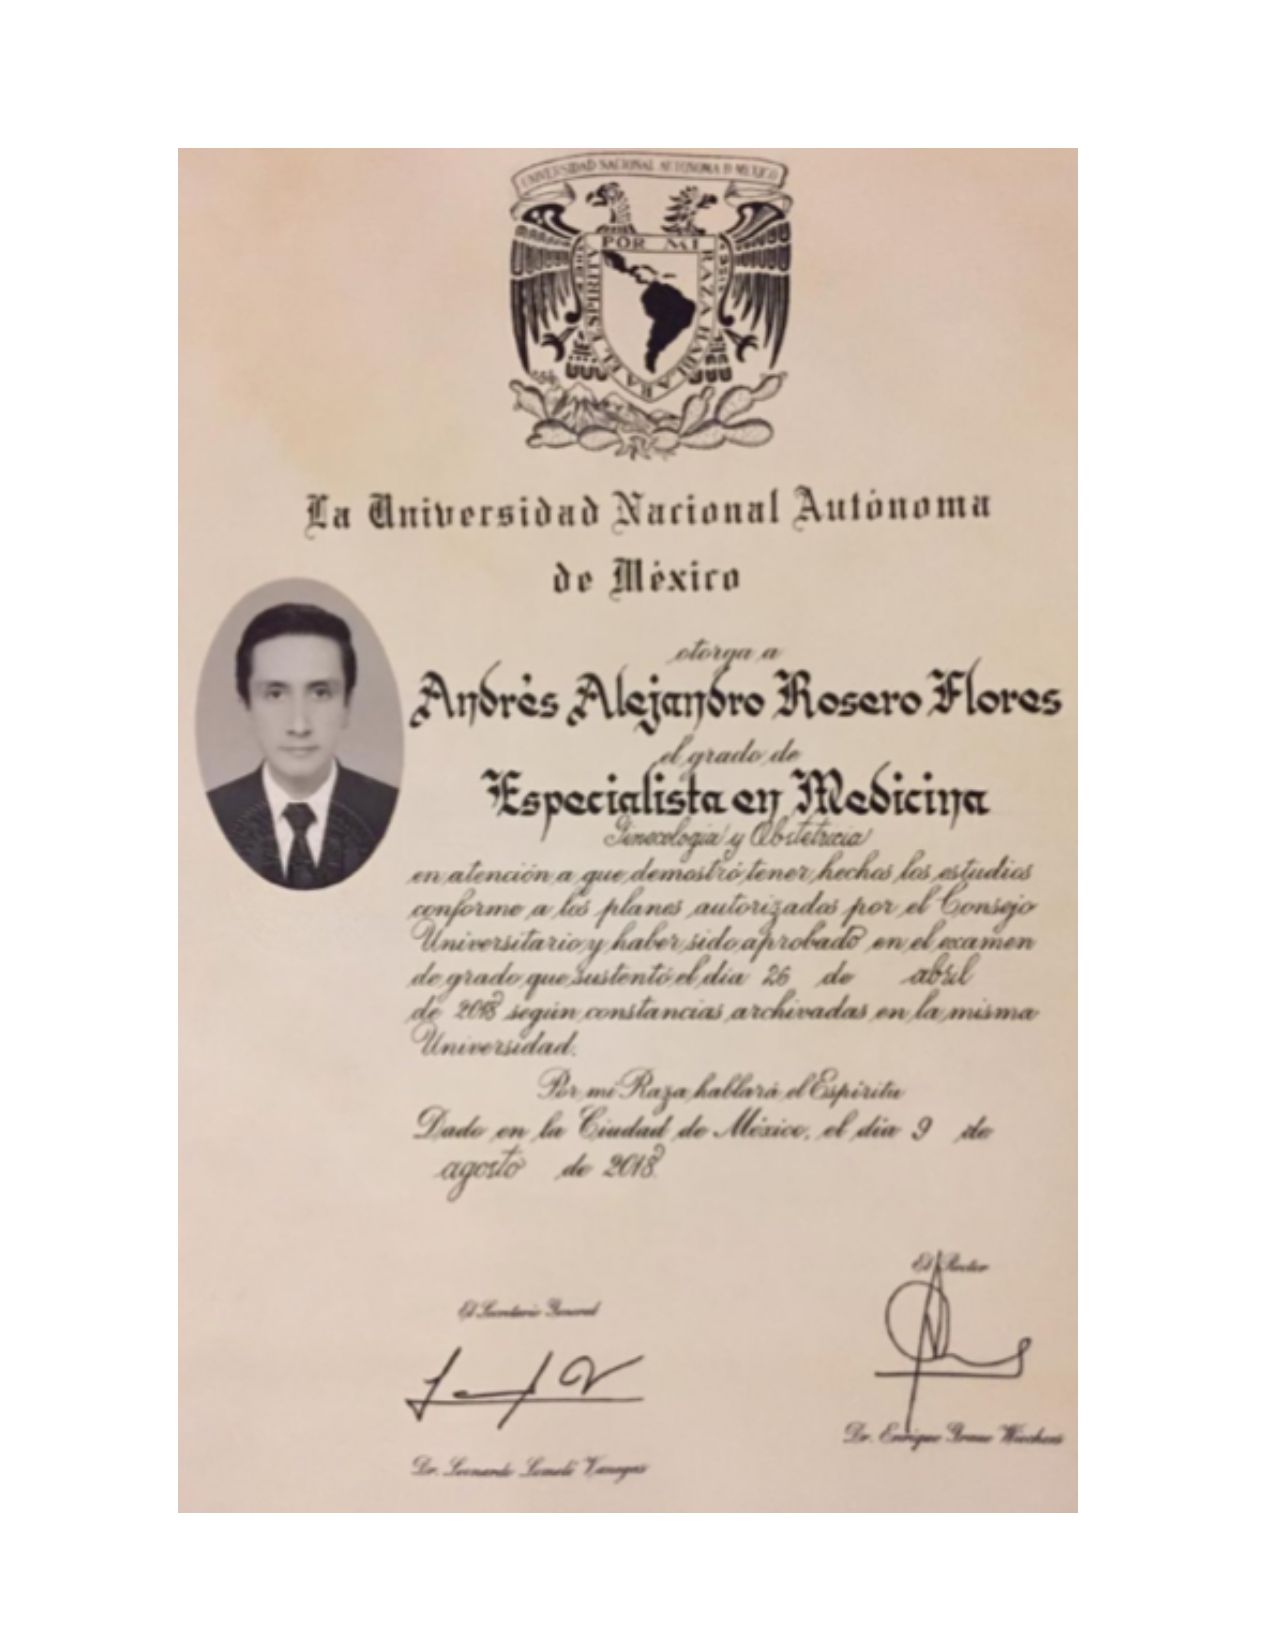 UNIVERSIDAD NACIONAL AUTONOMA D MEXICO
POR MI RAZA HABLARA EL ESPIRITV
La Universidad Nacional Autónoma
de México
otorga a
Andrés Alejandro Rosero Flores
el grado de
Especialista en Medicina
Ginecología y Obstetricia
en atención a que demostró tener hechos los estudios
conforme a los planes autorizados por el Consejo
Universitario y haber sido aprobado en el examen
de grado que sustentó el día 26 de abril
de 2018 según constancias archivadas en la misma
Universidad.
Por mi Raza hablará el Espíritu
Dado en la Ciudad de México, el día 9 de
agosto de 2018.
El Rector
El Secretario General
Dr. Enrique Graue Wiechers
Dr. Leonardo Lomelí Vanegas